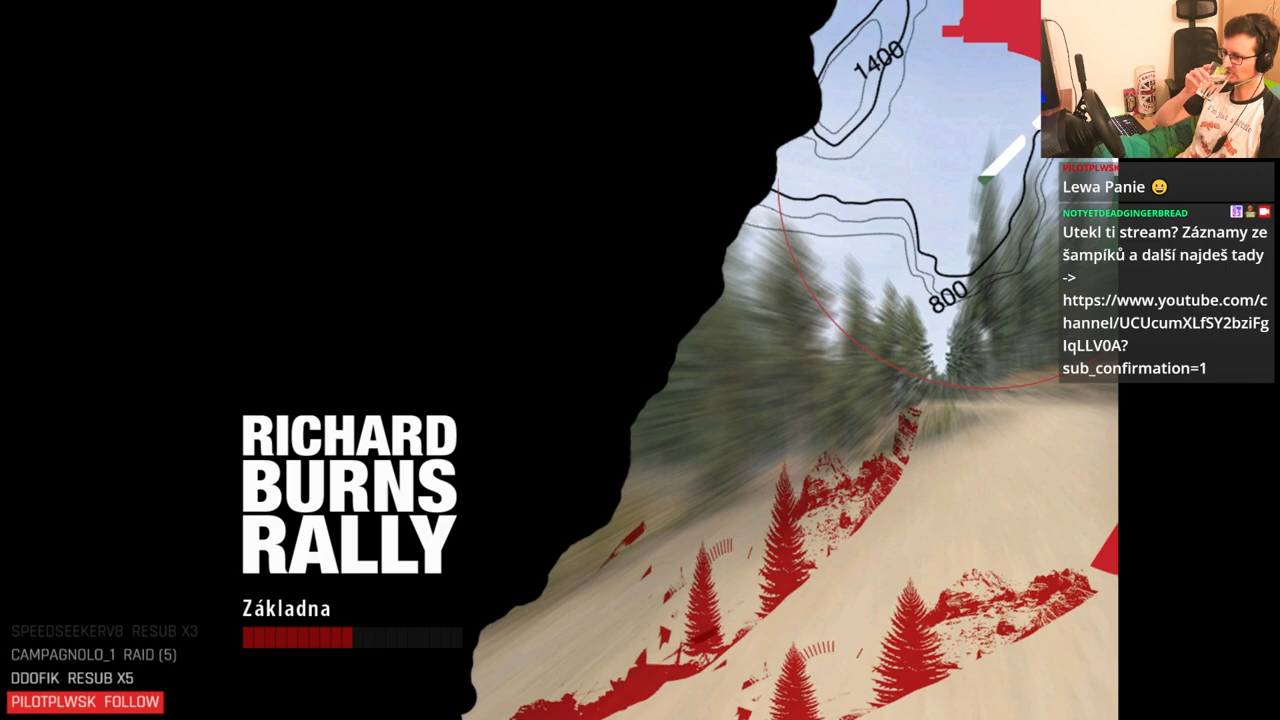 1400
800
RICHARD
BURNS
RALLY
Základna
SPEEDSEEKERV8 RESUB X3
CAMPAGNOLO_1 RAID (5)
DDOFIK RESUB X5
PILOTPLWSK FOLLOW
PILOTPLWSK
Lewa Panie 😀
NOTYETDEADGINGERBREAD
Utekl ti stream? Záznamy ze
šampíků a další najdeš tady
->
https://www.youtube.com/c
hannel/UCUcumXLfSY2bziFg
IqLLV0A?
sub_confirmation=1